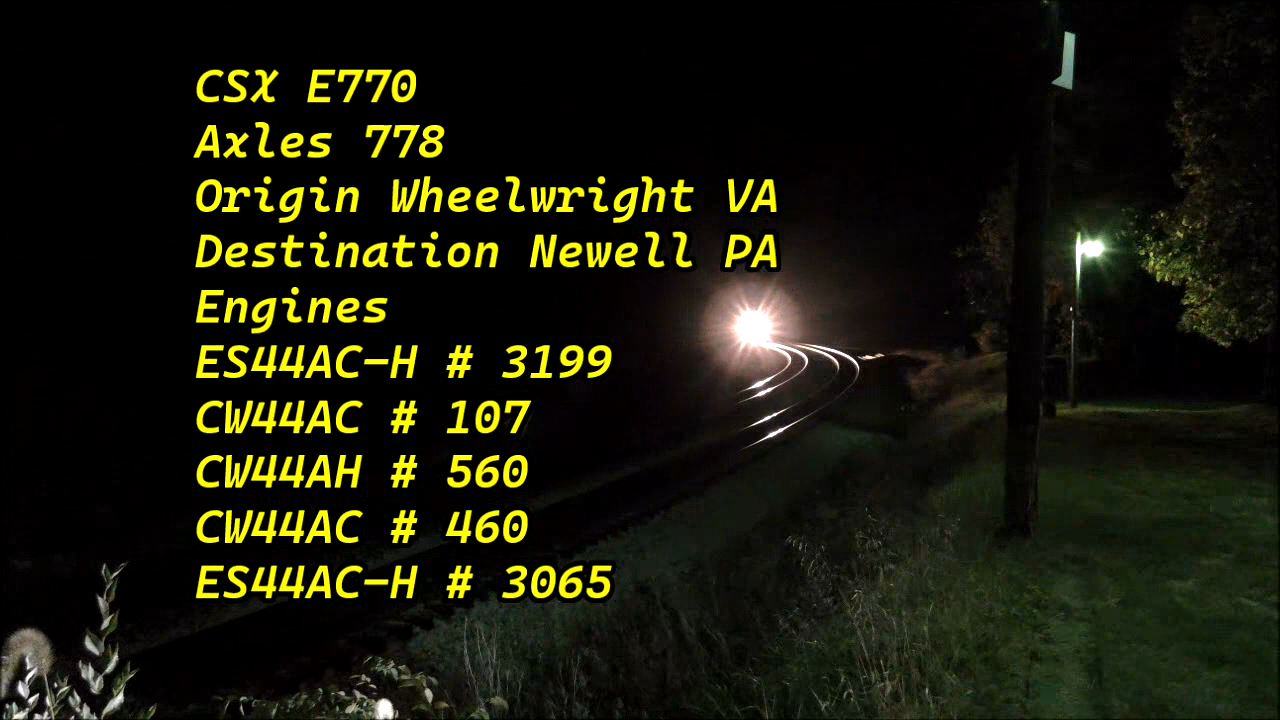 CSX E770
Axles 778
Origin Wheelwright VA
Destination Newell PA
Engines
ES44AC-H # 3199
CW44AC # 107
CW44AH # 560
CW44AC # 460
ES44AC-H # 3065